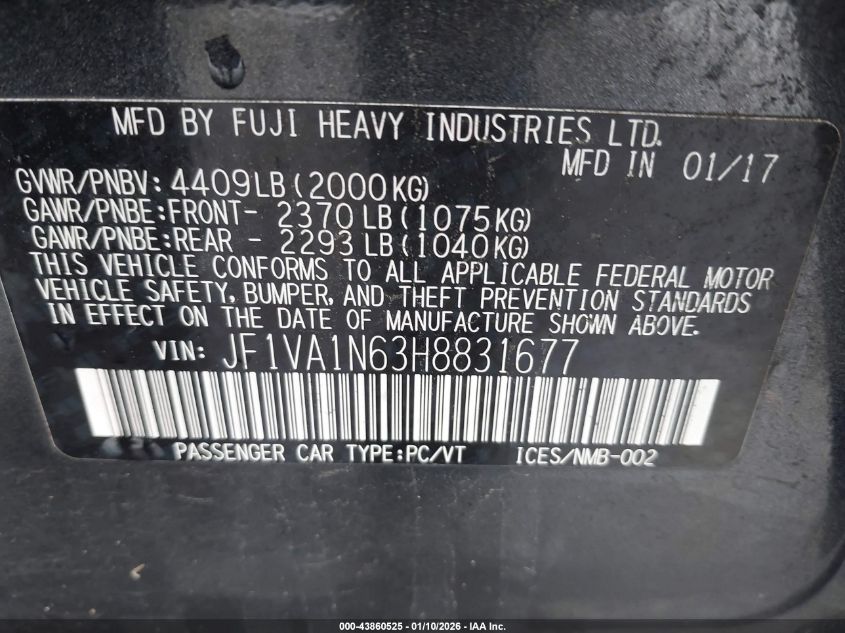 MFD BY FUJI HEAVY INDUSTRIES LTD.
MFD IN 01/17
GVWR/PNBV: 4409LB (2000KG)
GAWR/PNBE:FRONT- 2370LB (1075KG)
GAWR/PNBE:REAR - 2293LB (1040KG)
THIS VEHICLE CONFORMS TO ALL APPLICABLE FEDERAL MOTOR
VEHICLE SAFETY, BUMPER, AND THEFT PREVENTION STANDARDS
IN EFFECT ON THE DATE OF MANUFACTURE SHOWN ABOVE.
VIN: JF1VA1N63H8831677
PASSENGER CAR TYPE:PC/VT ICES/NMB-002
000-43860525 - 01/10/2026 - IAA Inc.